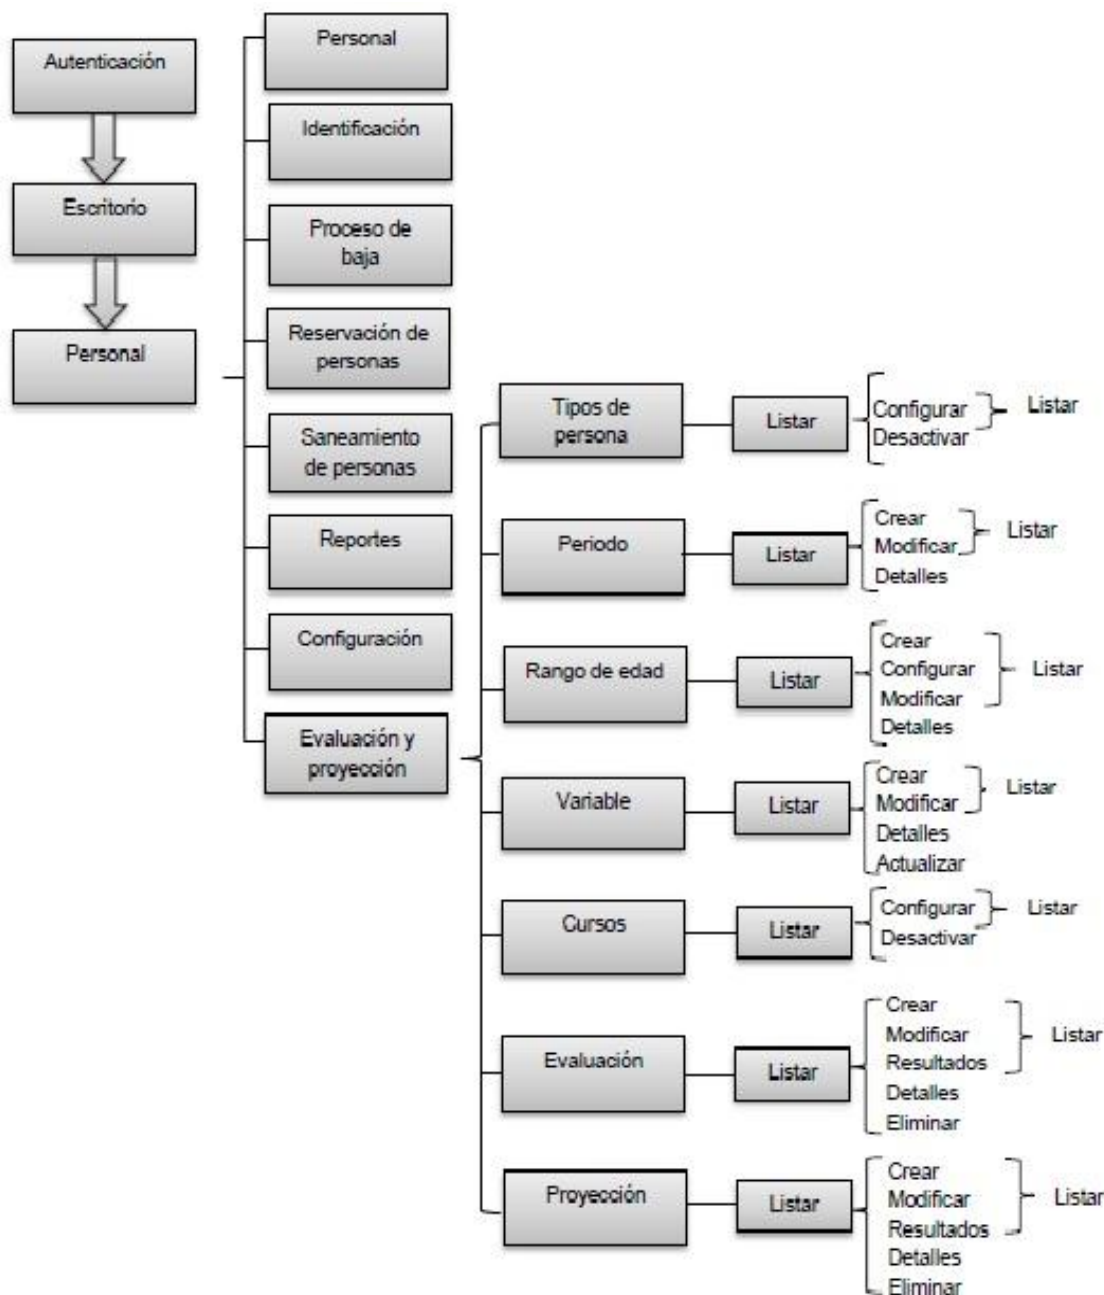 Autenticación
Escritorio
Personal
Personal
Identificación
Proceso de
baja
Reservación de
personas
Saneamiento
de personas
Reportes
Configuración
Evaluación y
proyección
Tipos de
persona
Listar
Configurar
Desactivar
Listar
Periodo
Listar
Crear
Modificar
Detalles
Listar
Rango de edad
Listar
Crear
Configurar
Modificar
Detalles
Listar
Variable
Listar
Crear
Modificar
Detalles
Actualizar
Listar
Cursos
Listar
Configurar
Desactivar
Listar
Evaluación
Listar
Crear
Modificar
Resultados
Detalles
Eliminar
Listar
Proyección
Listar
Crear
Modificar
Resultados
Detalles
Eliminar
Listar